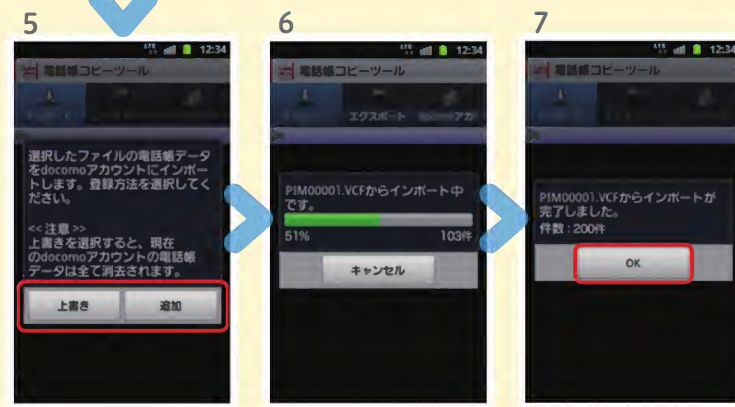 5
12:34
電話帳コピーツール
選択したファイルの電話帳データ
をdocomoアカウントにインポー
トします。登録方法を選択してく
ださい。
<< 注意 >>
上書きを選択すると、現在
のdocomoアカウントの電話帳
データは全て消去されます。
上書き 追加
6
12:34
電話帳コピーツール
エクスポート docomoアカ
PIM00001.VCFからインポート中
です。
51% 103件
キャンセル
7
12:34
電話帳コピーツール
PIM00001.VCFからインポートが
完了しました。
件数:200件
OK